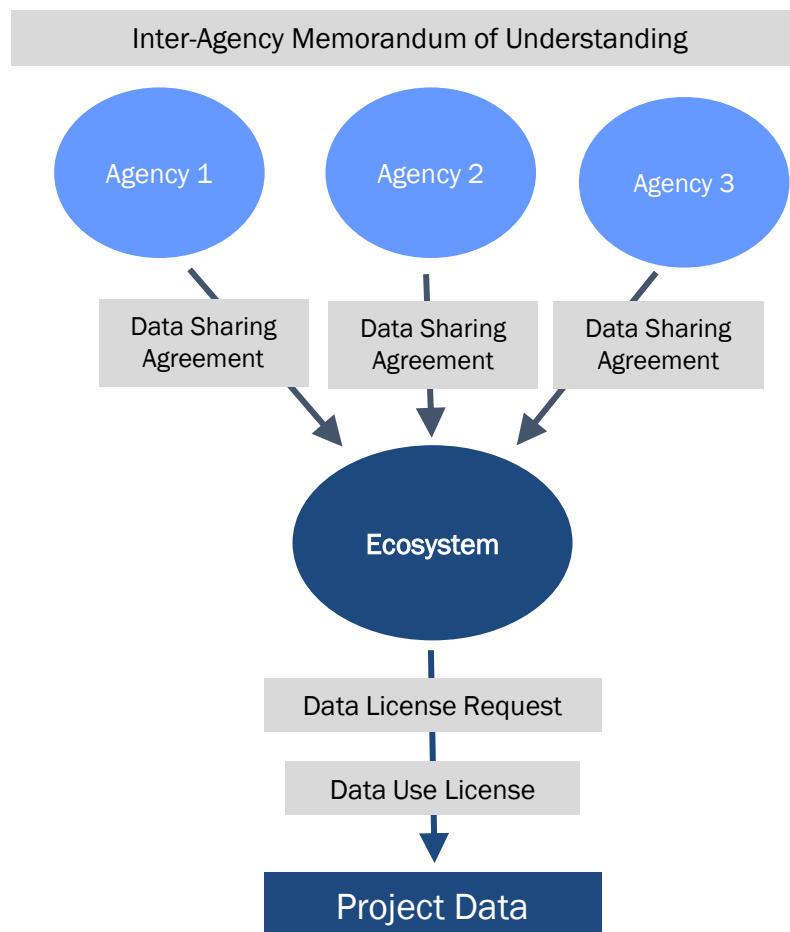 Inter-Agency Memorandum of Understanding
Agency 1
Agency 2
Agency 3
Data Sharing
Agreement
Data Sharing
Agreement
Data Sharing
Agreement
Ecosystem
Data License Request
Data Use License
Project Data